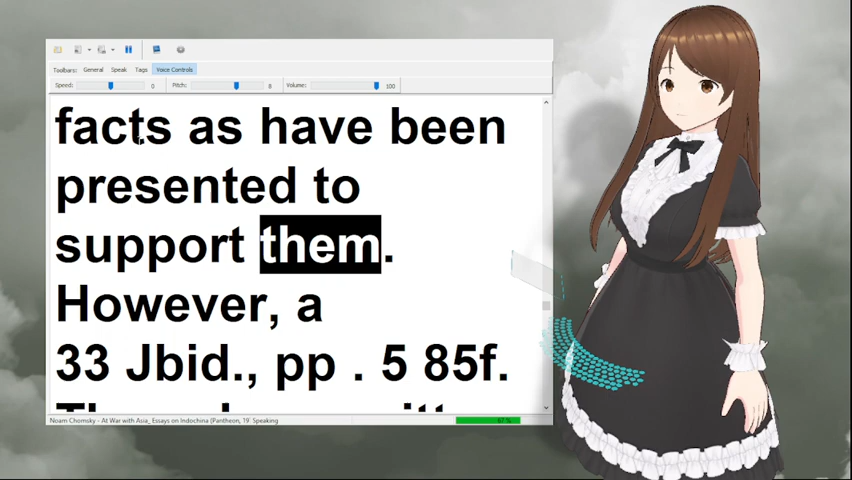 Toolbars: General Speak Tags Voice Controls
Speed: 0 Pitch: 8 Volume: 100
facts as have been
presented to
support them.
However, a
33 Jbid., pp . 5 85f.
Noam Chomsky - At War with Asia_ Essays on Indochina (Pantheon, 19 Speaking 67 %